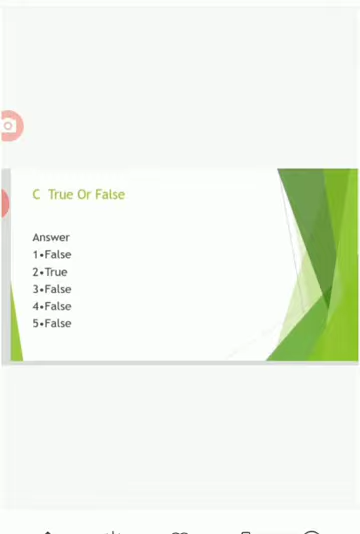 C True Or False
Answer
1•False
2•True
3•False
4•False
5•False